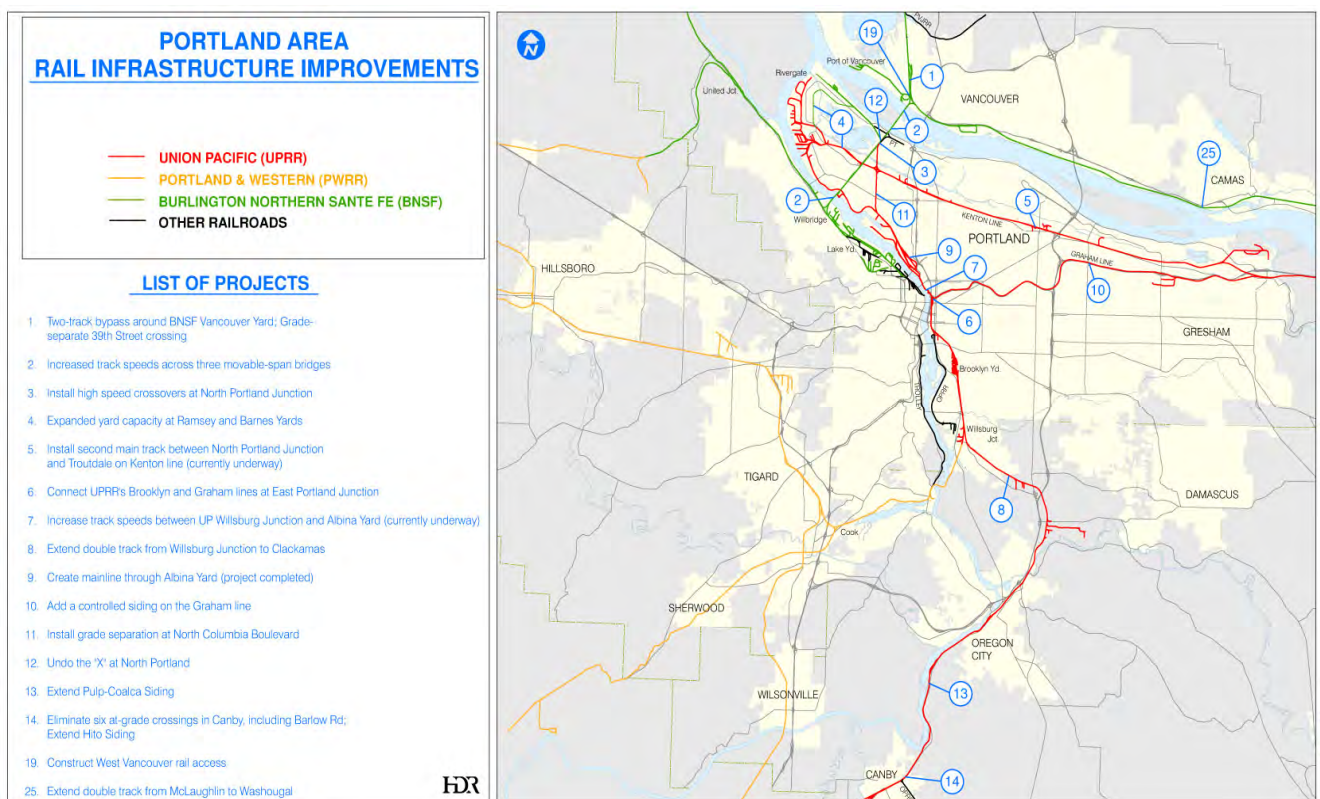 PORTLAND AREA
RAIL INFRASTRUCTURE IMPROVEMENTS
UNION PACIFIC (UPRR)
PORTLAND & WESTERN (PWRR)
BURLINGTON NORTHERN SANTE FE (BNSF)
OTHER RAILROADS
LIST OF PROJECTS
1. Two-track bypass around BNSF Vancouver Yard; Grade-
separate 39th Street crossing
2. Increased track speeds across three movable-span bridges
3. Install high speed crossovers at North Portland Junction
4. Expanded yard capacity at Ramsey and Barnes Yards
5. Install second main track between North Portland Junction
and Troutdale on Kenton line (currently underway)
6. Connect UPRR's Brooklyn and Graham lines at East Portland Junction
7. Increase track speeds between UP Willsburg Junction and Albina Yard (currently underway)
8. Extend double track from Willsburg Junction to Clackamas
9. Create mainline through Albina Yard (project completed)
10. Add a controlled siding on the Graham line
11. Install grade separation at North Columbia Boulevard
12. Undo the 'X' at North Portland
13. Extend Pulp-Coalca Siding
14. Eliminate six at-grade crossings in Canby, including Barlow Rd;
Extend Hito Siding
19. Construct West Vancouver rail access
25. Extend double track from McLaughlin to Washougal
HDR
N
19
Port of Vancouver
1
Rivergate
United Jct
12
VANCOUVER
4
2
PT
3
25
CAMAS
2
Willbridge
11
KENTON LINE
5
PORTLAND
Lake Yd.
9
GRAHAM LINE
HILLSBORO
7
10
6
GRESHAM
Brooklyn Yd.
TROLLEY
OPRR
Willsburg
Jct
TIGARD
8
DAMASCUS
Cook
SHERWOOD
OREGON
CITY
WILSONVILLE
13
CANBY
14